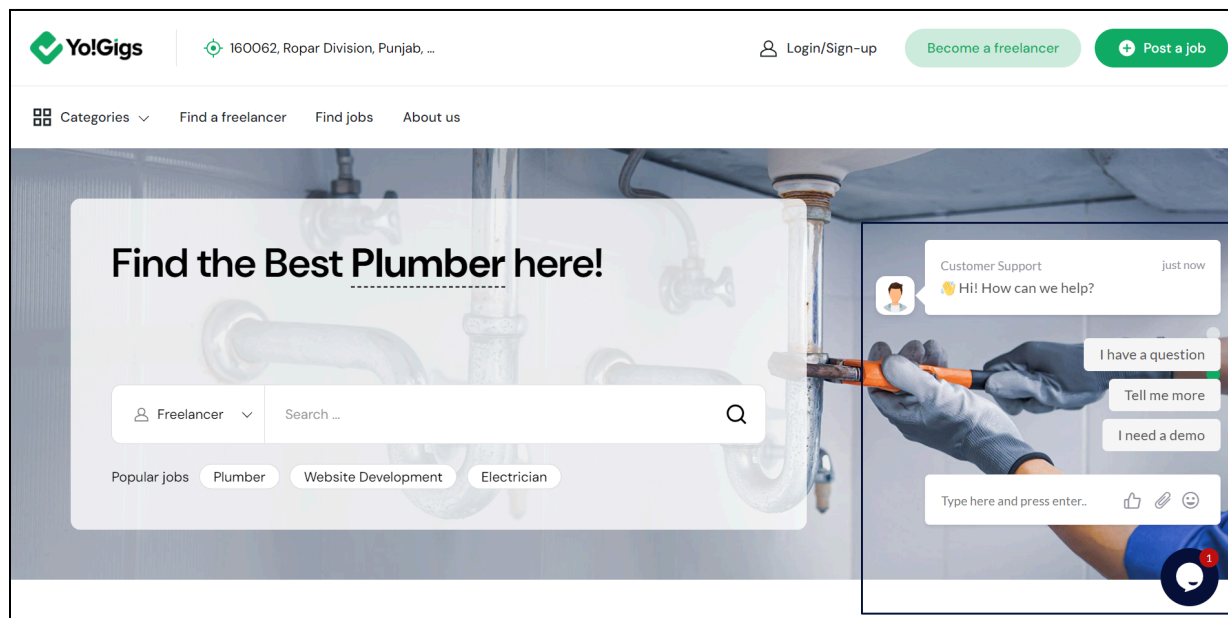 Yo!Gigs
160062, Ropar Division, Punjab, ...
Login/Sign-up
Become a freelancer
Post a job
Categories
Find a freelancer
Find jobs
About us
Find the Best Plumber here!
Freelancer
Search ...
Popular jobs
Plumber
Website Development
Electrician
Customer Support
just now
👋 Hi! How can we help?
I have a question
Tell me more
I need a demo
Type here and press enter..
1